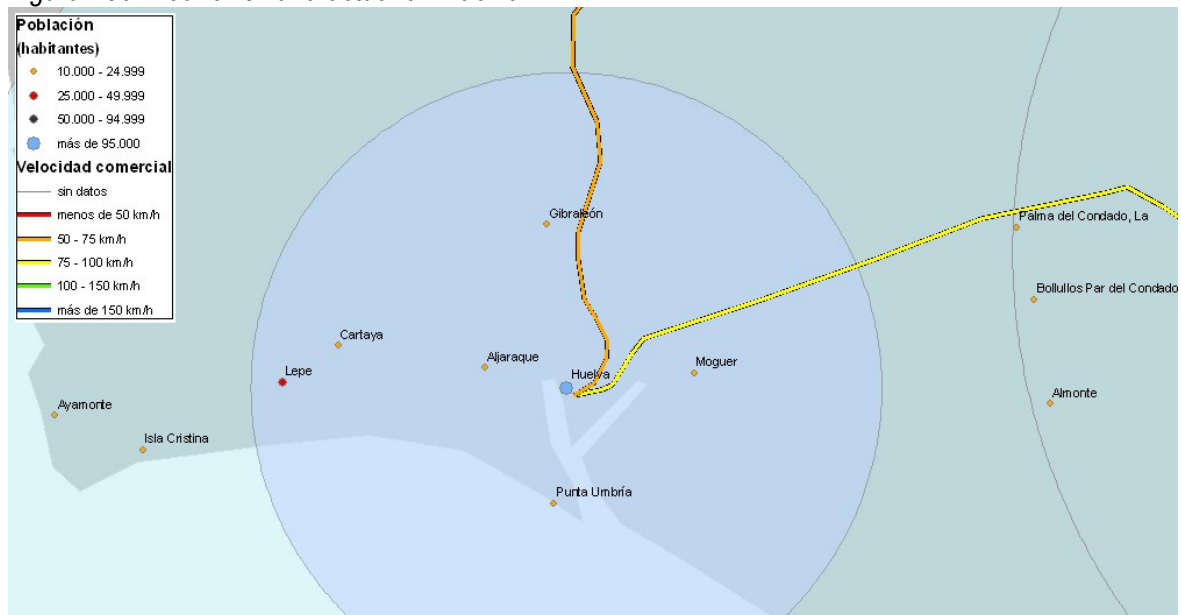 Población
(habitantes)
10.000 - 24.999
25.000 - 49.999
50.000 - 94.999
más de 95.000
Velocidad comercial
sin datos
menos de 50 km/h
50 - 75 km/h
75 - 100 km/h
100 - 150 km/h
más de 150 km/h
Gibraleón
Palma del Condado, La
Bollullos Par del Condado
Cartaya
Aljaraque
Moguer
Lepe
Huelva
Ayamonte
Almonte
Isla Cristina
Punta Umbría